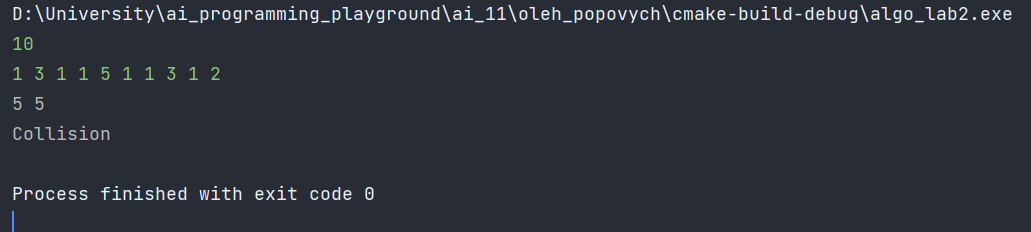 D:\University\ai_programming_playground\ai_11\oleh_popovych\cmake-build-debug\algo_lab2.exe
10
1 3 1 1 5 1 1 3 1 2
5 5
Collision
Process finished with exit code 0